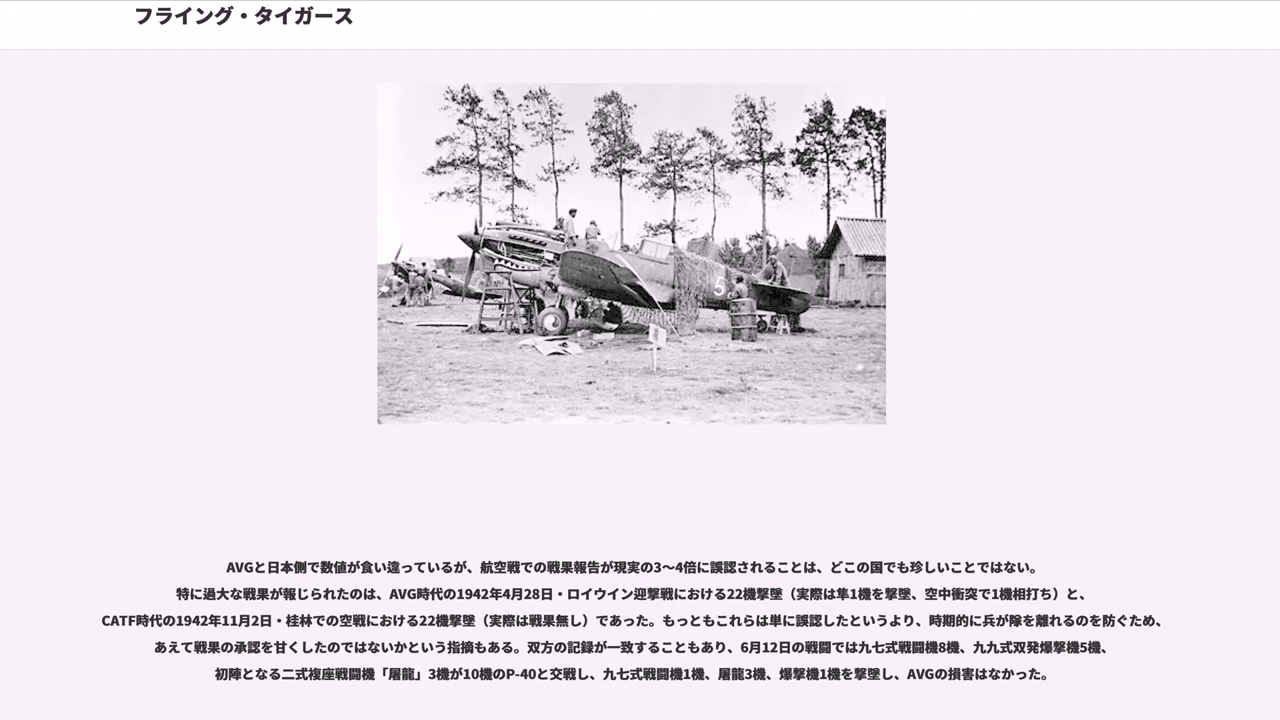 フライング・タイガース
5
AVGと日本側で数値が食い違っているが、航空戦での戦果報告が現実の3〜4倍に誤認されることは、どこの国でも珍しいことではない。
特に過大な戦果が報じられたのは、AVG時代の1942年4月28日・ロイウイン迎撃戦における22機撃墜（実際は隼1機を撃墜、空中衝突で1機相打ち）と、
CATF時代の1942年11月2日・桂林での空戦における22機撃墜（実際は戦果無し）であった。もっともこれらは単に誤認したというより、時期的に兵が隊を離れるのを防ぐため、
あえて戦果の承認を甘くしたのではないかという指摘もある。双方の記録が一致することもあり、6月12日の戦闘では九七式戦闘機8機、九九式双発爆撃機5機、
初陣となる二式複座戦闘機「屠龍」3機が10機のP-40と交戦し、九七式戦闘機1機、屠龍3機、爆撃機1機を撃墜し、AVGの損害はなかった。